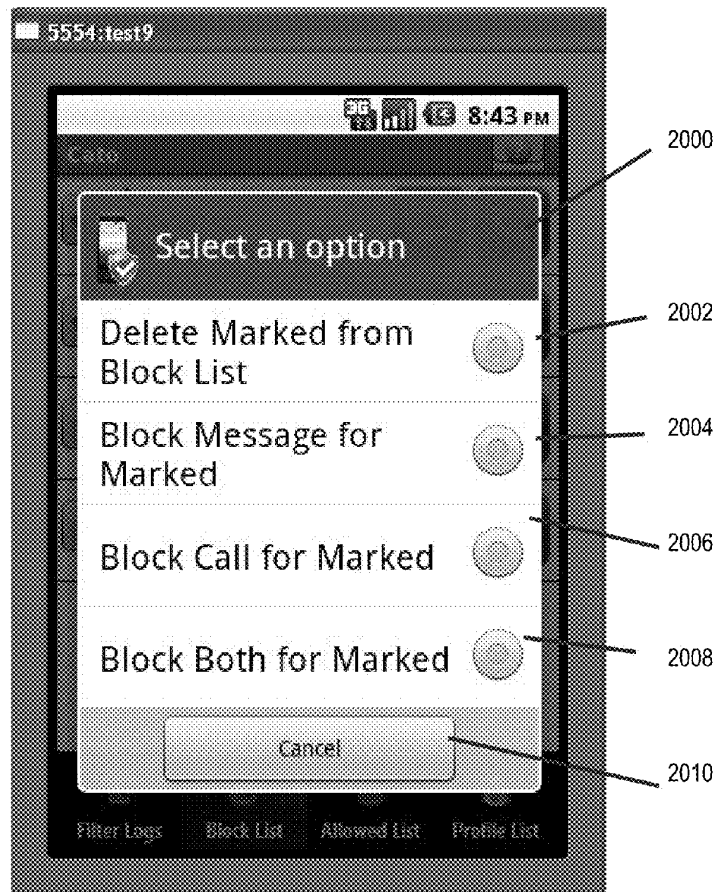 5554:test9
3G
8:43 PM
2000
Select an option
Delete Marked from
Block List
2002
Block Message for
Marked
2004
Block Call for Marked
2006
Block Both for Marked
2008
Cancel
2010
Filter Logs
Block List
Allowed List
Profile List